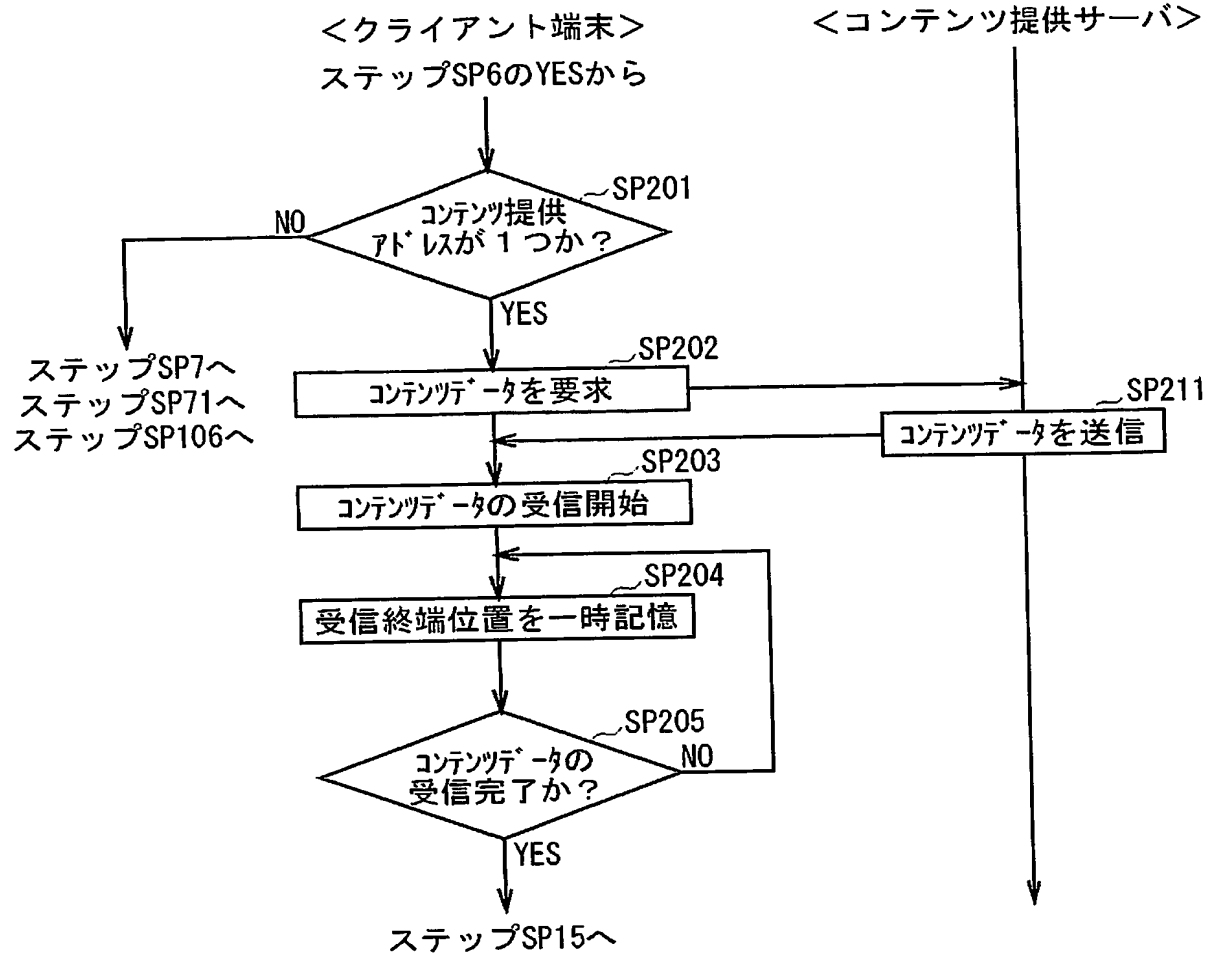 <クライアント端末>
<コンテンツ提供サーバ>
ステップSP6のYESから
SP201
コンテンツ提供
アドレスが1つか?
NO
YES
ステップSP7へ
ステップSP71へ
ステップSP106へ
SP202
コンテンツデータを要求
SP211
コンテンツデータを送信
SP203
コンテンツデータの受信開始
SP204
受信終端位置を一時記憶
SP205
コンテンツデータの
受信完了か?
NO
YES
ステップSP15へ